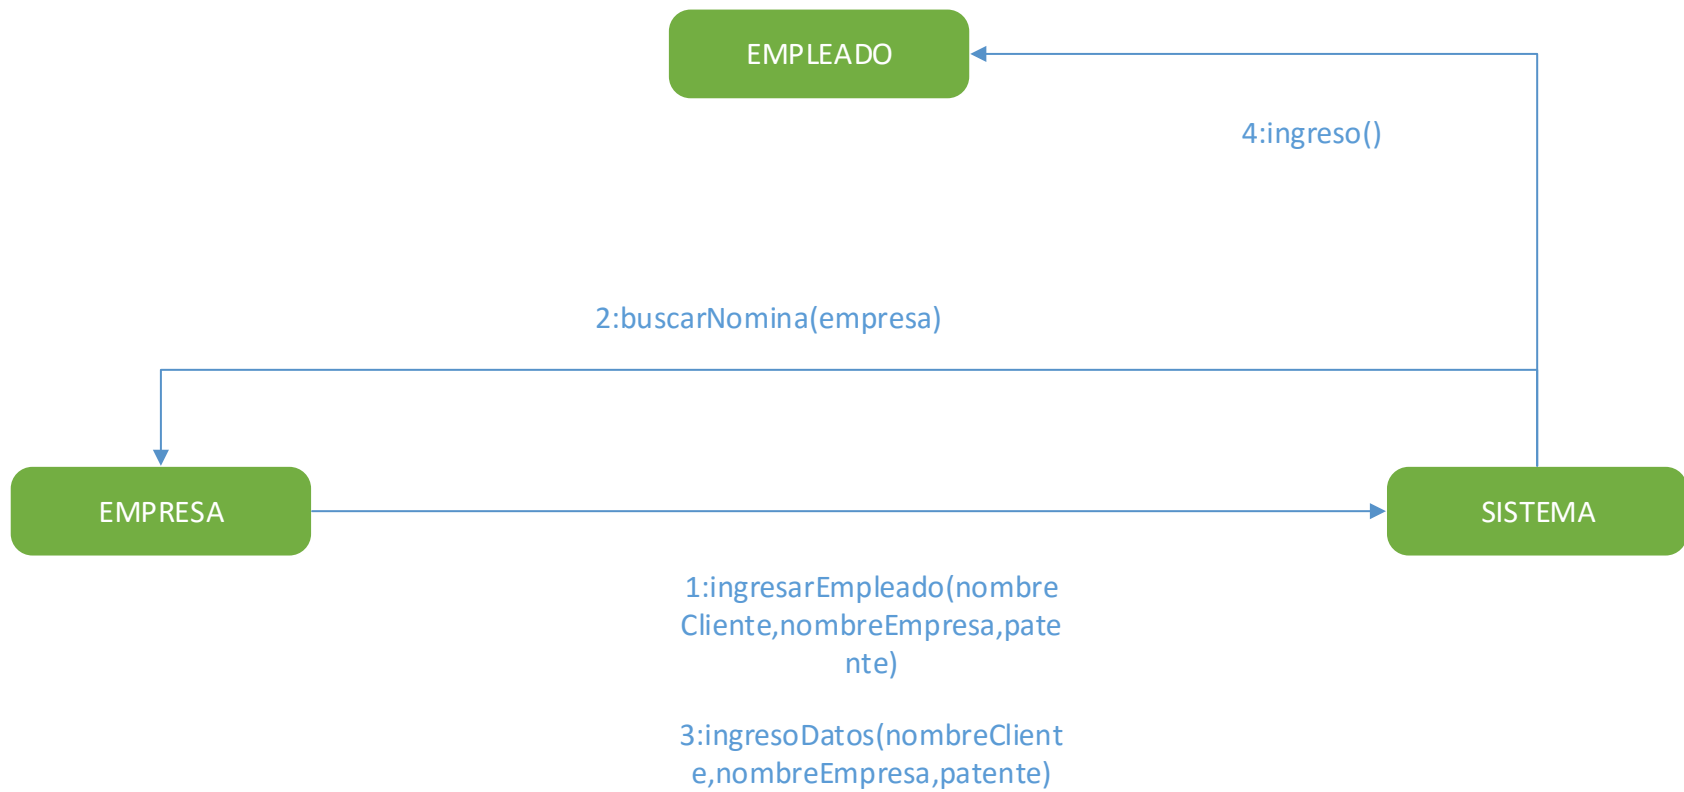 EMPLEADO
4:ingreso()
2:buscarNomina(empresa)
EMPRESA
SISTEMA
1:ingresarEmpleado(nombre
Cliente,nombreEmpresa,pate
nte)
3:ingresoDatos(nombreClient
e,nombreEmpresa,patente)